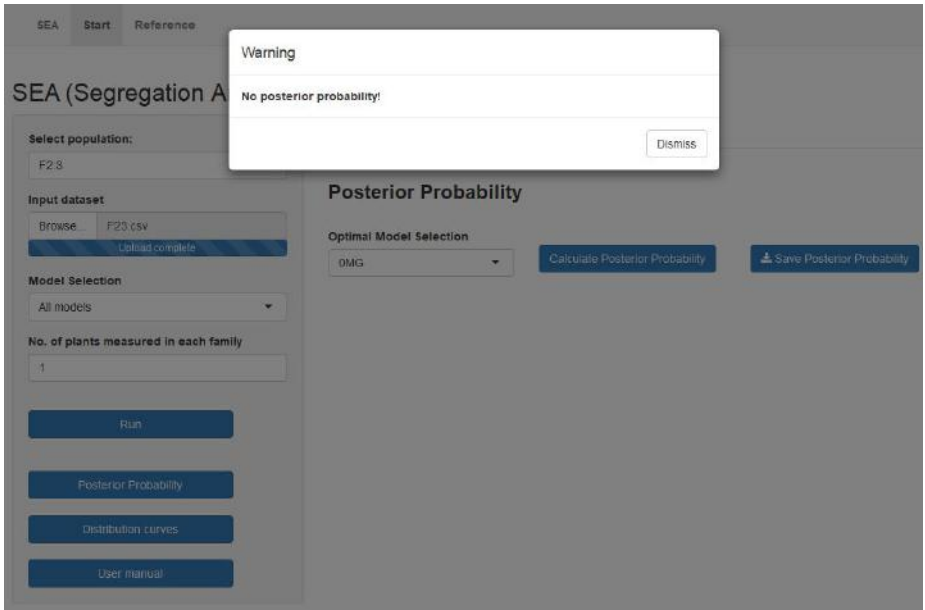 SEA Start Reference
Warning
SEA (Segregation A
No posterior probability!
Dismiss
Select population:
F2:3
Input dataset
Browse... F23.csv
Upload complete
Model Selection
All models
No. of plants measured in each family
1
Run
Posterior Probability
Distribution curves
User manual
Posterior Probability
Optimal Model Selection
0MG
Calculate Posterior Probability
Save Posterior Probability